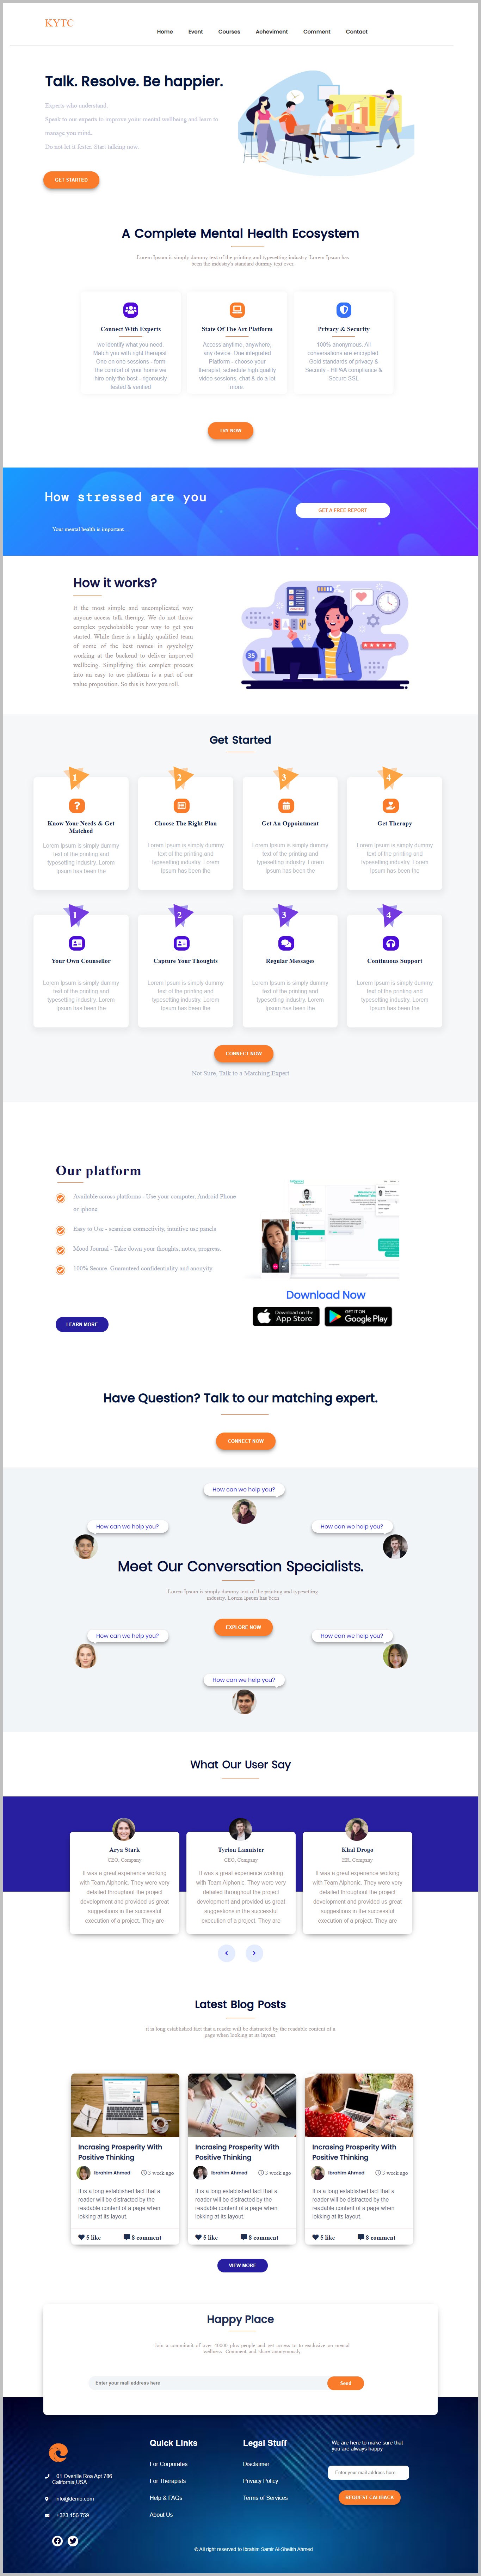 KYTC
Home Event Courses Acheviment Comment Contact
Talk. Resolve. Be happier.
Experts who understand.
Speak to our experts to improve yoiur mental wellbeing and learn to
manage you mind.
Do not let it faster. Start talking now.
GET STARTED
A Complete Mental Health Ecosystem
Lorem Ipsum is simply dummy text of the printing and typesetting industry. Lorem Ipsum has
been the industry's standard dummy text ever.
Connect With Experts
we identify what you need
Match you with right therapist.
One on one sessions - form
the comfort of your home we
hire only the best - rigorously
tested & verified
State Of The Art Platform
Access anytime, anywhere,
any device. One integrated
Platform - choose your
therapist, schedule high quality
video sessions, chat & do a lot
more.
Privacy & Security
100% anonymous. All
conversations are encrypted.
Gold standards of privacy &
Security - HIPAA compliance &
Secure SSL
TRY NOW
How stressed are you
GET A FREE REPORT
Your mental health is important....
How it works?
It the most simple and uncomplicated way
anyone access talk therapy. We do not throw
complex psychobabble your way to get you
started. While there is a highly qualified team
of some of the best names in spychology
working at the backend to deliver imporved
wellbeing. Simplifying this complex process
into an easy to use platform is a part of our
value proposition. So this is how you roll.
35
Get Started
1
Know Your Needs & Get
Matched
Lorem Ipsum is simply dummy
text of the printing and
typesetting industry. Lorem
Ipsum has been the
2
Choose The Right Plan
Lorem Ipsum is simply dummy
text of the printing and
typesetting industry. Lorem
Ipsum has been the
3
Get An Appointment
Lorem Ipsum is simply dummy
text of the printing and
typesetting industry. Lorem
Ipsum has been the
4
Get Therapy
Lorem Ipsum is simply dummy
text of the printing and
typesetting industry. Lorem
Ipsum has been the
1
Your Own Counsellor
Lorem Ipsum is simply dummy
text of the printing and
typesetting industry. Lorem
Ipsum has been the
2
Capture Your Thoughts
Lorem Ipsum is simply dummy
text of the printing and
typesetting industry. Lorem
Ipsum has been the
3
Regular Messages
Lorem Ipsum is simply dummy
text of the printing and
typesetting industry. Lorem
Ipsum has been the
4
Continuous Support
Lorem Ipsum is simply dummy
text of the printing and
typesetting industry. Lorem
Ipsum has been the
CONNECT NOW
Not Sure, Talk to a Matching Expert
Our platform
Available across platforms - Use your computer, Android Phone
or iphone
Easy to Use - seamless connectivity, intuitive use panels
Mood Journal - Take down your thoughts, notes, progress.
100% Secure. Guaranteed confidentiality and anonyity.
LEARN MORE
Download Now
Download on the
App Store
GET IT ON
Google Play
Have Question? Talk to our matching expert.
CONNECT NOW
How can we help you?
How can we help you?
How can we help you?
Meet Our Conversation Specialists.
Lorem Ipsum is simply dummy text of the printing and typesetting
industry. Lorem Ipsum has been
EXPLORE NOW
How can we help you?
How can we help you?
How can we help you?
What Our User Say
Arya Stark
CEO, Company
It was a great experience working
with Team Alphonic. They were very
detailed throughout the project
development and provided us great
suggestions in the successful
execution of a project. They are
Tyrion Lannister
CEO, Company
It was a great experience working
with Team Alphonic. They were very
detailed throughout the project
development and provided us great
suggestions in the successful
execution of a project. They are
Khal Drogo
HR, Company
It was a great experience working
with Team Alphonic. They were very
detailed throughout the project
development and provided us great
suggestions in the successful
execution of a project. They are
Latest Blog Posts
it is long established fact that a reader will be distracted by the readable content of a
page when looking at its layout.
Incrasing Prosperity With
Positive Thinking
Ibrahim Ahmed 3 week ago
It is a long established fact that a
reader will be distracted by the
readable content of a page when
lokking at its layout.
5 like 8 comment
Incrasing Prosperity With
Positive Thinking
Ibrahim Ahmed 3 week ago
It is a long established fact that a
reader will be distracted by the
readable content of a page when
lokking at its layout.
5 like 8 comment
Incrasing Prosperity With
Positive Thinking
Ibrahim Ahmed 3 week ago
It is a long established fact that a
reader will be distracted by the
readable content of a page when
lokking at its layout.
5 like 8 comment
VIEW MORE
Happy Place
Join a communit of over 40000 plus people and get access to to exclusive on mental
wellness. Comment and share anonymously
Enter your mail address here Send
01 Overille Roa Apt 786
California,USA
info@demo.com
+323 156 759
Quick Links
For Corporates
For Therapists
Help & FAQs
About Us
Legal Stuff
Disclaimer
Privacy Policy
Terms of Services
We are here to make sure that
you are always happy
Enter your mail address here
REQUEST CALIBACK
© All right reserved to Ibrahim Samir Al-Sheikh Ahmed